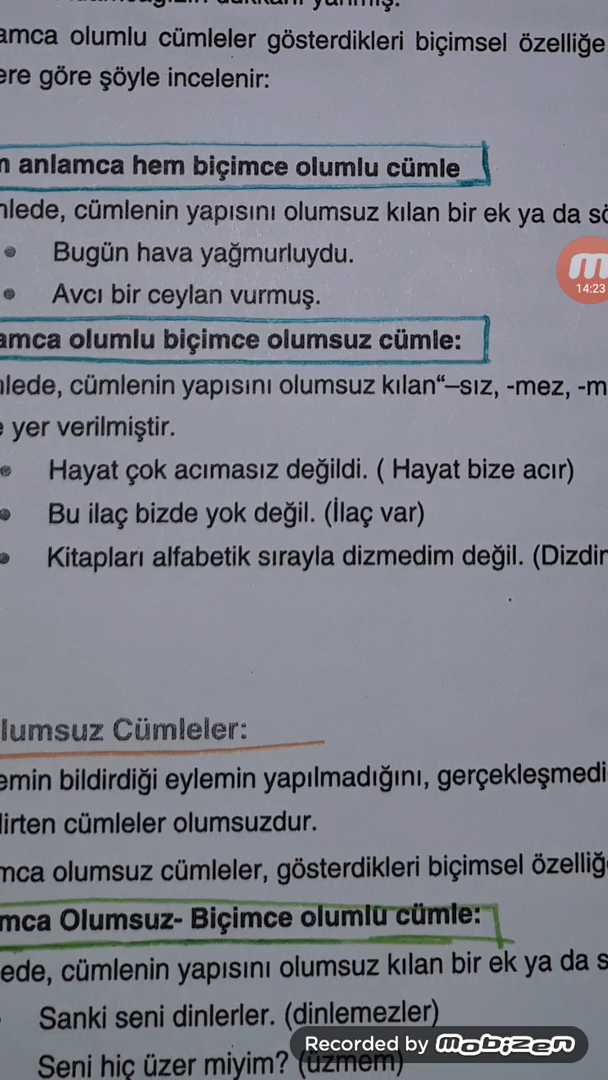 amca olumlu cümleler gösterdikleri biçimsel özelliğe
ere göre şöyle incelenir:
anlamca hem biçimce olumlu cümle
cümlenin yapısını olumsuz kılan bir ek ya da
Bugün hava yağmurluydu.
14:23
Avcı bir ceylan vurmuş.
amca olumlu biçimce olumsuz cümle:
cümlenin yapısını olumsuz kılan“–sız, -mez, -m
yer verilmiştir.
Hayat çok acımasız değildi. ( Hayat bize acır)
Bu ilaç bizde yok değil. (İlaç var)
Kitapları alfabetik sırayla dizmedim değil. (Dizdim
lumsuz Cümleler:
emin bildirdiği eylemin yapılmadığını, gerçekleşmedi
lirten cümleler olumsuzdur.
mca olumsuz cümleler, gösterdikleri biçimsel özelliğ
mca Olumsuz- Biçimce olumlu cümle:
ede, cümlenin yapısını olumsuz kılan bir ek ya da s
Sanki seni dinlerler. (dinlemezler)
Seni hiç üzer miyim? (üzmem)
Recorded by mobizen